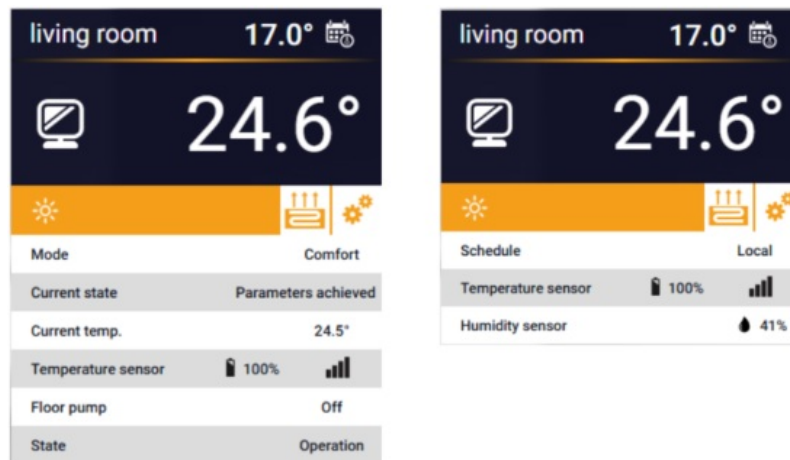 living room 17.0°
24.6°
Mode Comfort
Current state Parameters achieved
Current temp. 24.5°
Temperature sensor 100%
Floor pump Off
State Operation
living room 17.0°
24.6°
Schedule Local
Temperature sensor 100%
Humidity sensor 41%